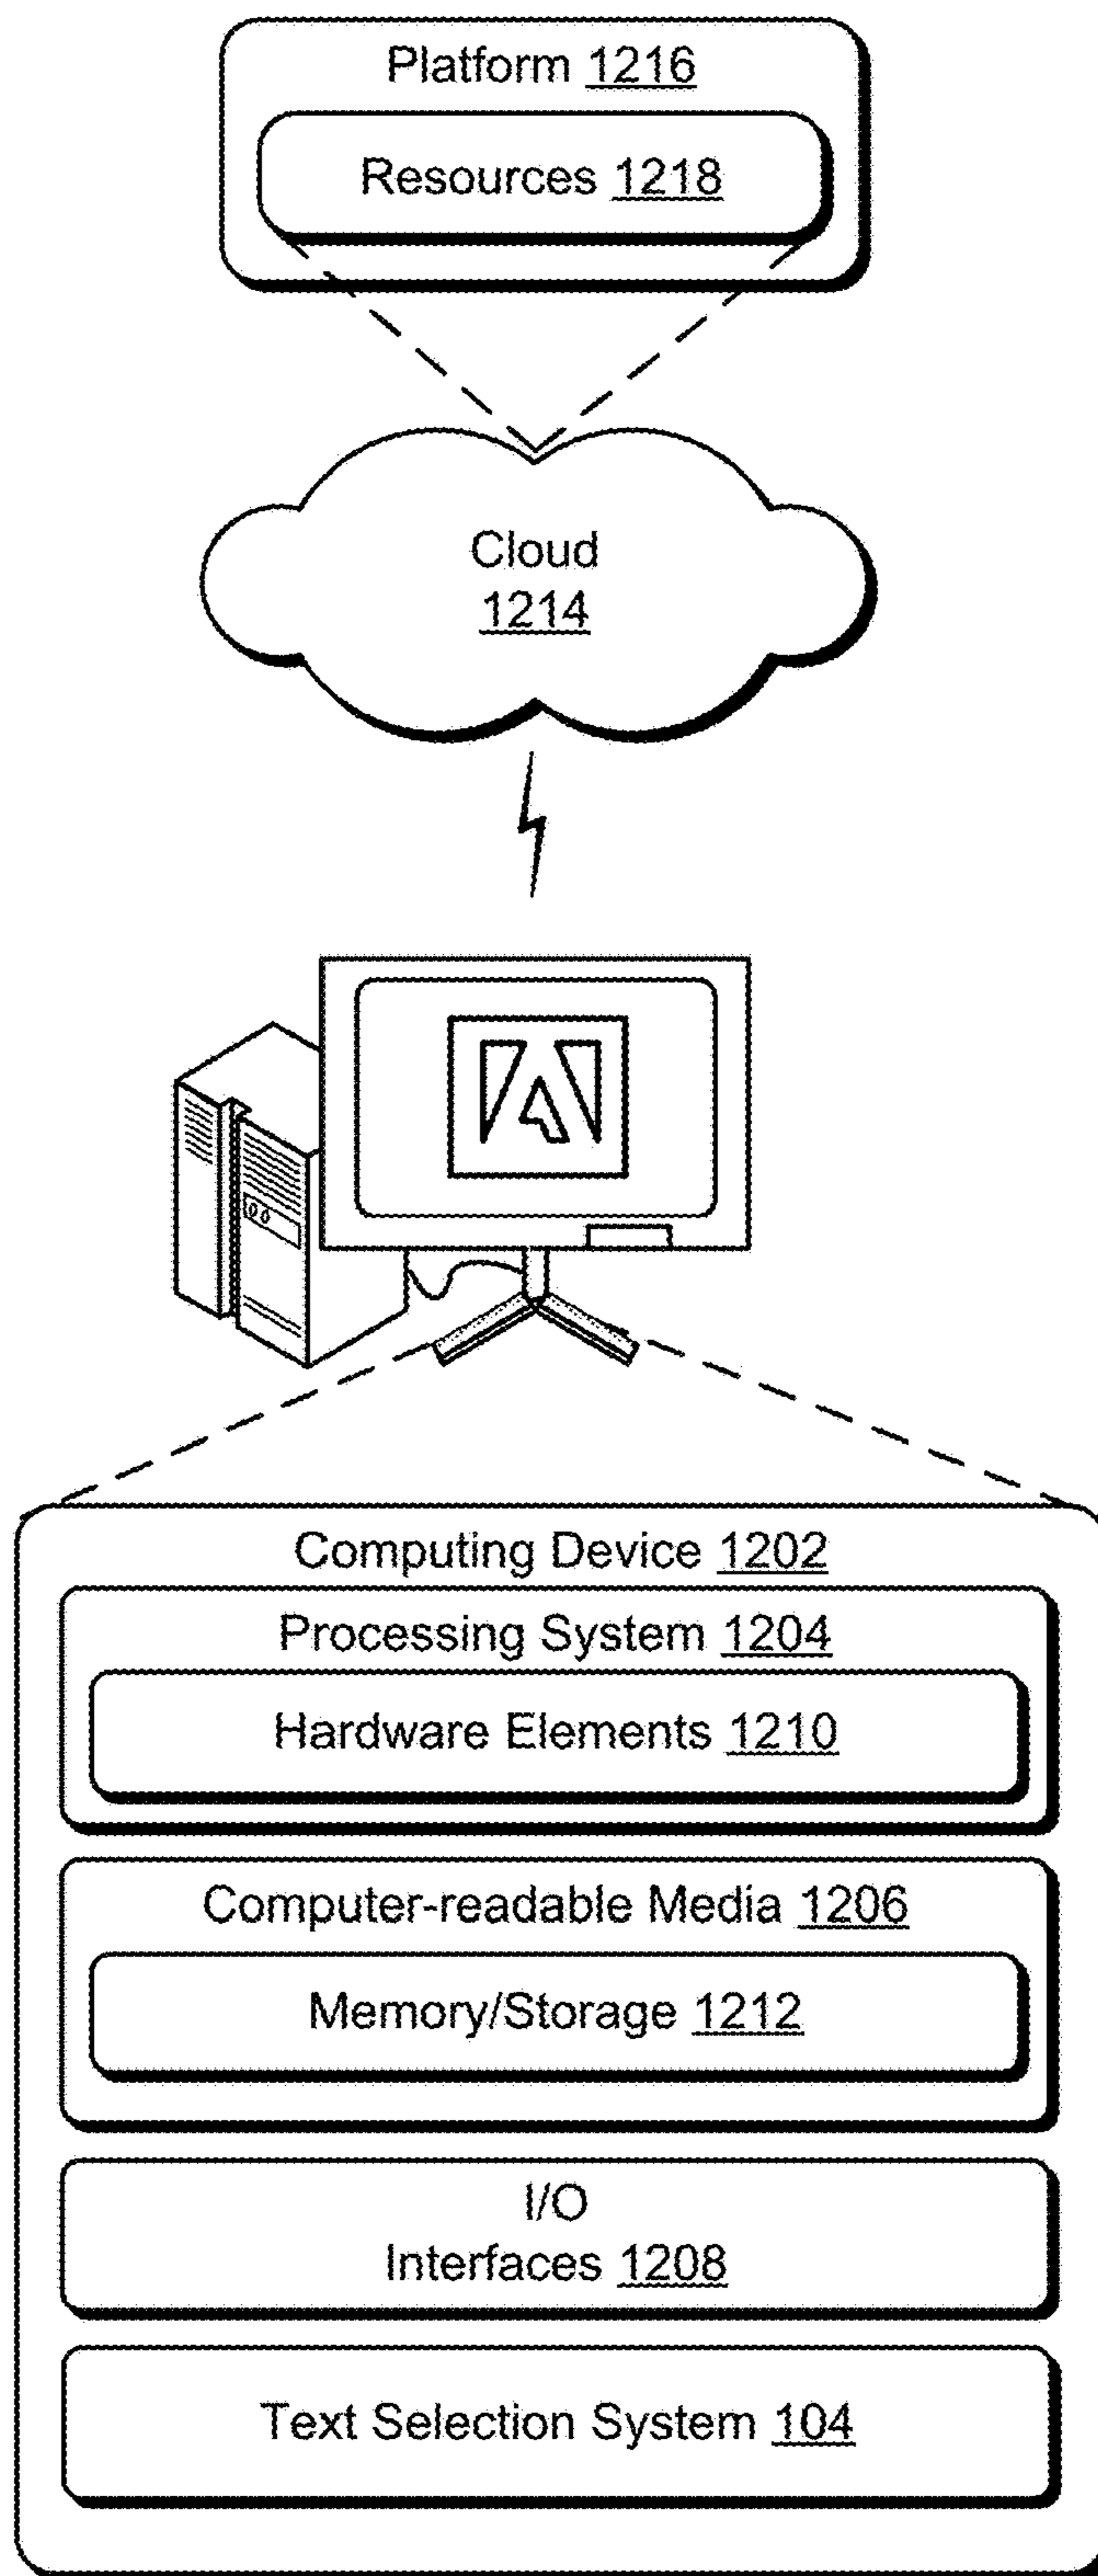 Platform 1216
Resources 1218
Cloud
1214
Computing Device 1202
Processing System 1204
Hardware Elements 1210
Computer-readable Media 1206
Memory/Storage 1212
I/O
Interfaces 1208
Text Selection System 104